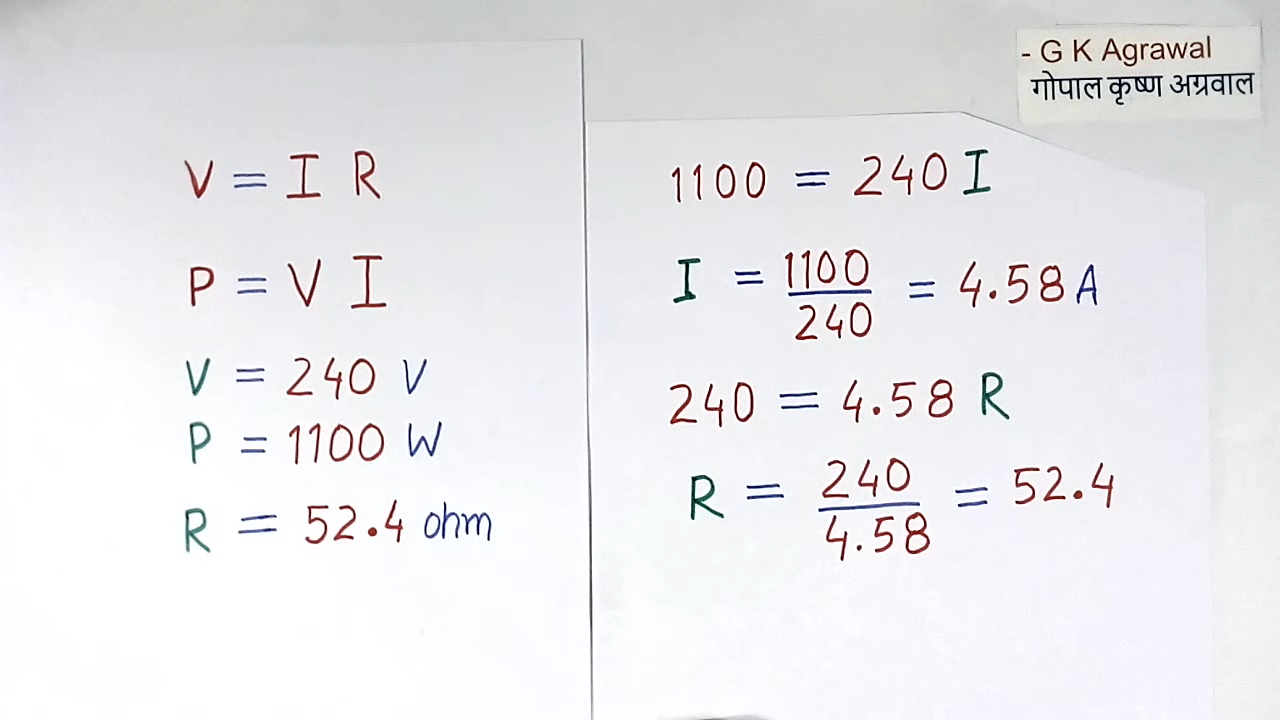 - G K Agrawal
गोपाल कृष्ण अग्रवाल
V = I R
P = V I
V = 240 V
P = 1100 W
R = 52.4 ohm
1100 = 240 I
I = 1100/240 = 4.58 A
240 = 4.58 R
R = 240/4.58 = 52.4